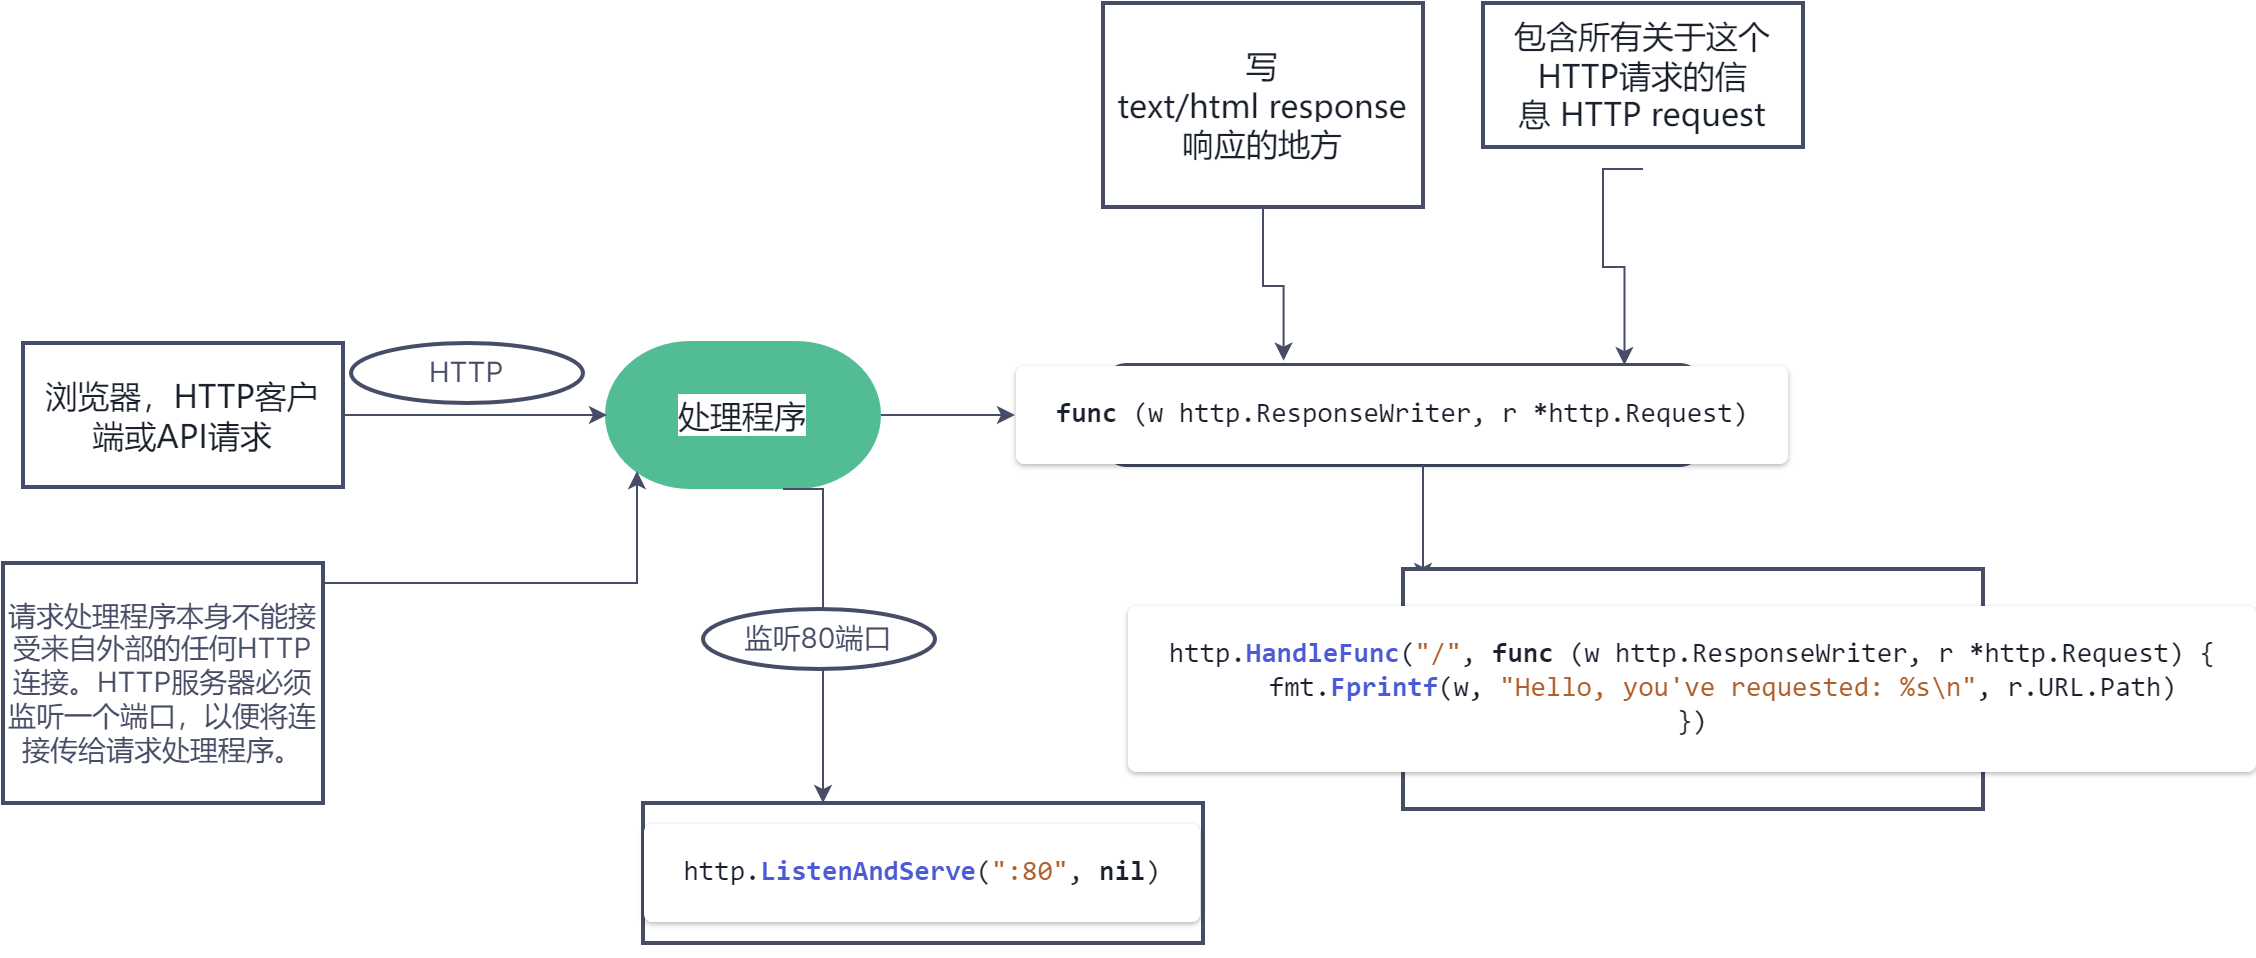 写
text/html response
响应的地方
包含所有关于这个
HTTP请求的信
息 HTTP request
浏览器，HTTP客户
端或API请求
HTTP
处理程序
func (w http.ResponseWriter, r *http.Request)
请求处理程序本身不能接
受来自外部的任何HTTP
连接。HTTP服务器必须
监听一个端口，以便将连
接传给请求处理程序。
监听80端口
http.HandleFunc("/", func (w http.ResponseWriter, r *http.Request) {
fmt.Fprintf(w, "Hello, you've requested: %s\n", r.URL.Path)
})
http.ListenAndServe(":80", nil)